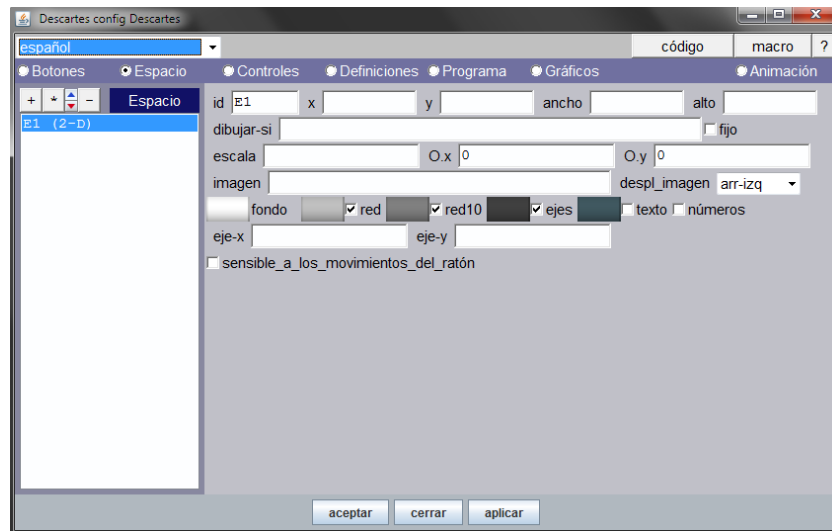 Descartes config Descartes
español código macro ?
Botones Espacio Controles Definiciones Programa Gráficos Animación
+ * - Espacio id E1 x y ancho alto
E1 (2-D) dibujar-si fijo
escala O.x 0 O.y 0
imagen despl_imagen arr-izq
fondo red red10 ejes texto números
eje-x eje-y
sensible_a_los_movimientos_del_ratón
aceptar cerrar aplicar